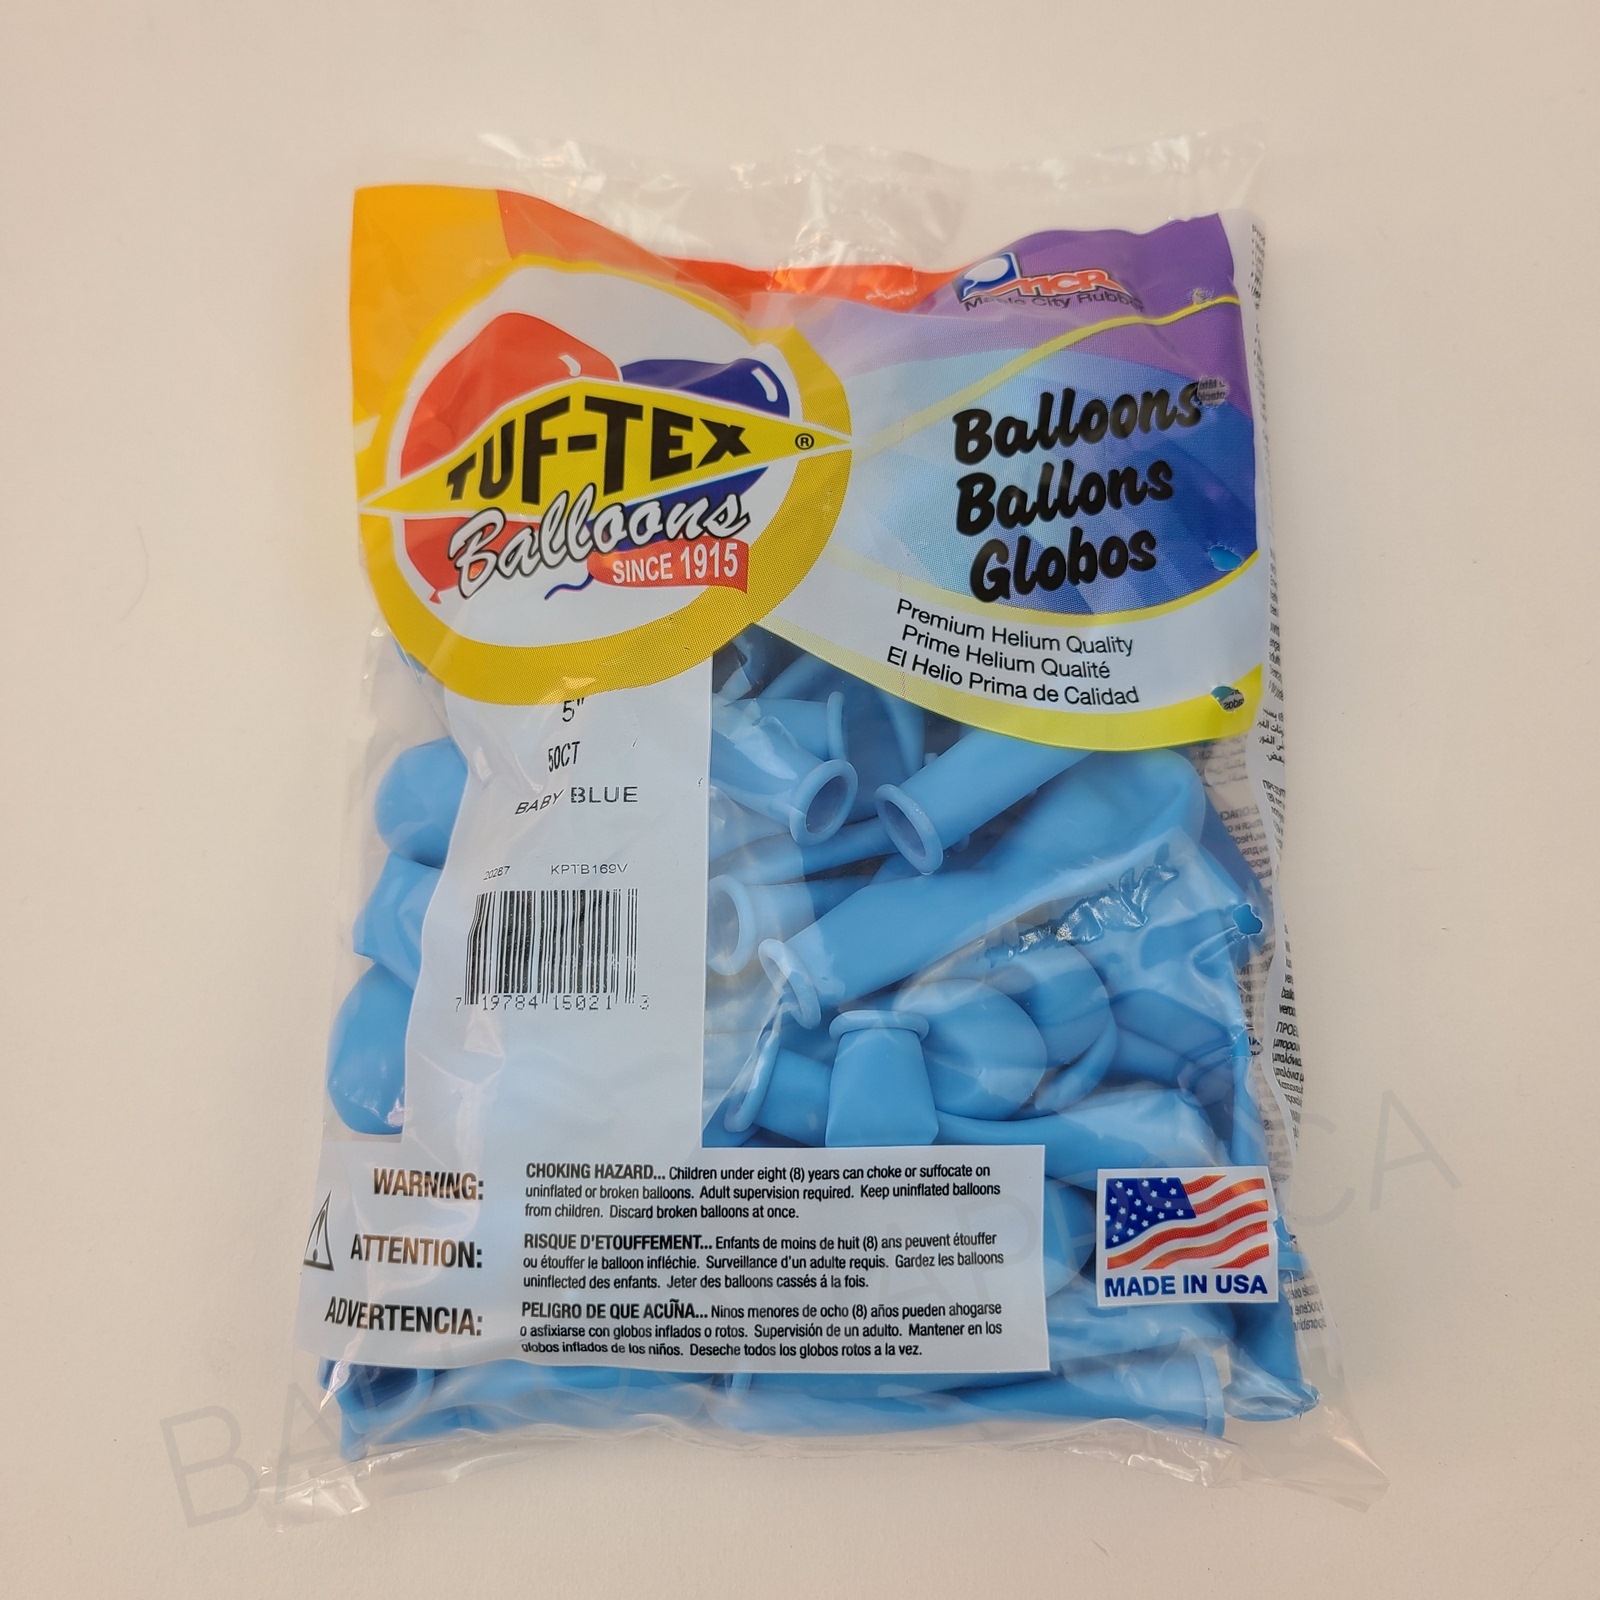 MCR
Maple City Rubber
TUF-TEX ®
Balloons
SINCE 1915
Balloons
Ballons
Globos
Premium Helium Quality
Prime Helium Qualité
El Helio Prima de Calidad
5"
50CT
BABY BLUE
20287 KPTB169V
7 19784 15021 3
WARNING: CHOKING HAZARD... Children under eight (8) years can choke or suffocate on
uninflated or broken balloons. Adult supervision required. Keep uninflated balloons
from children. Discard broken balloons at once.
ATTENTION: RISQUE D'ETOUFFEMENT... Enfants de moins de huit (8) ans peuvent étouffer
ou étouffer le balloon infléchie. Surveillance d'un adulte requis. Gardez les balloons
uninflected des enfants. Jeter des balloons cassés á la fois.
ADVERTENCIA: PELIGRO DE QUE ACUÑA... Ninos menores de ocho (8) años pueden ahogarse
o asfixiarse con globos inflados o rotos. Supervisión de un adulto. Mantener en los
globos inflados de los niños. Deseche todos los globos rotos a la vez.
MADE IN USA